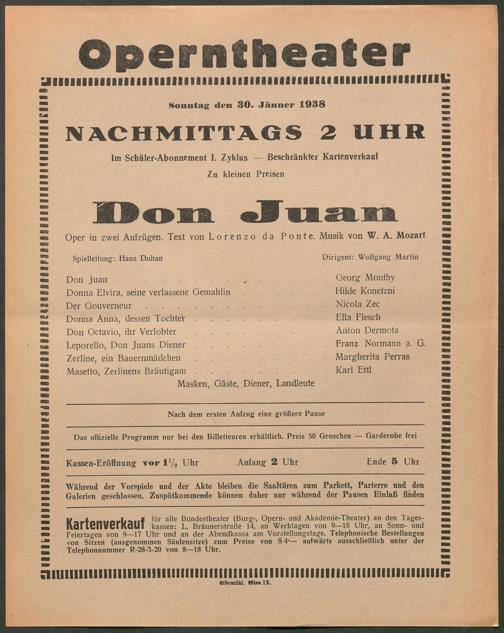 Operntheater
Sonntag den 30. Jänner 1938
NACHMITTAGS 2 UHR
Im Schüler-Abonnement I. Zyklus — Beschränkter Kartenverkauf
Zu kleinen Preisen
Don Juan
Oper in zwei Aufzügen. Text von Lorenzo da Ponte. Musik von W. A. Mozart
Spielleitung: Hans Duhan Dirigent: Wolfgang Martin
Don Juan Georg Monthy
Donna Elvira, seine verlassene Gemahlin Hilde Konetzni
Der Gouverneur Nicola Zec
Donna Anna, dessen Tochter Ella Flesch
Don Octavio, ihr Verlobter Anton Dermota
Leporello, Don Juans Diener Franz Normann a. G.
Zerline, ein Bauernmädchen Margherita Perras
Masetto, Zerlinens Bräutigam Karl Ettl
Masken, Gäste, Diener, Landleute
Nach dem ersten Aufzug eine größere Pause
Das offizielle Programm nur bei den Billetteuren erhältlich. Preis 50 Groschen — Garderobe frei
Kassen-Eröffnung vor 1½ Uhr Anfang 2 Uhr Ende 5 Uhr
Während der Vorspiele und der Akte bleiben die Saaltüren zum Parkett, Parterre und den
Galerien geschlossen. Zuspätkommende können daher nur während der Pausen Einlaß finden
Kartenverkauf für alle Bundestheater (Burg-, Opern- und Akademie-Theater) an den Tages-
kassen: I., Bräunerstraße 14, an Werktagen von 9—18 Uhr, an Sonn- und
Feiertagen von 9—17 Uhr und an der Abendkassa am Vorstellungstage. Telephonische Bestellungen
von Sitzen (ausgenommen Säulensitze) zum Preise von S 4·— aufwärts ausschließlich unter der
Telephonnummer R-28-3-20 von 8—18 Uhr.
Elbemühl, Wien IX.